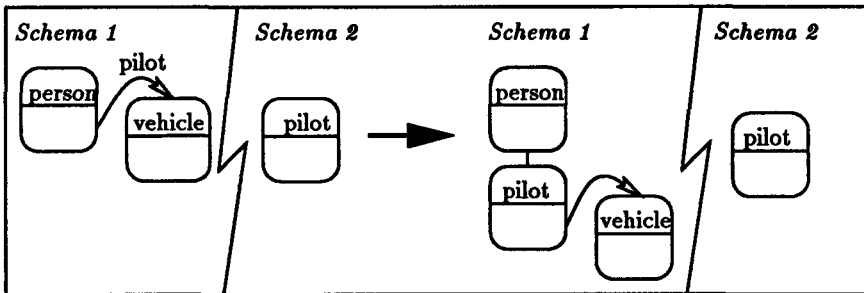 Schema 1
Schema 2
Schema 1
Schema 2
pilot
person
vehicle
pilot
person
pilot
vehicle
pilot